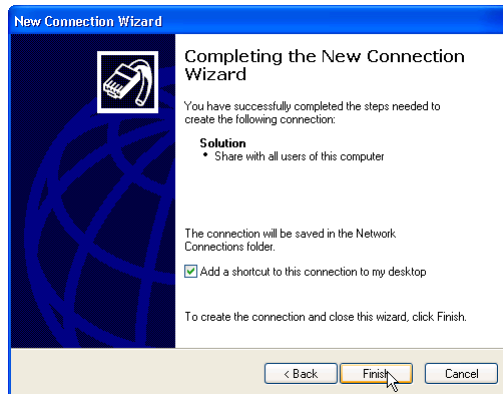 New Connection Wizard
Completing the New Connection
Wizard
You have successfully completed the steps needed to
create the following connection:
Solution
• Share with all users of this computer
The connection will be saved in the Network
Connections folder.
Add a shortcut to this connection to my desktop
To create the connection and close this wizard, click Finish.
< Back
Finish
Cancel